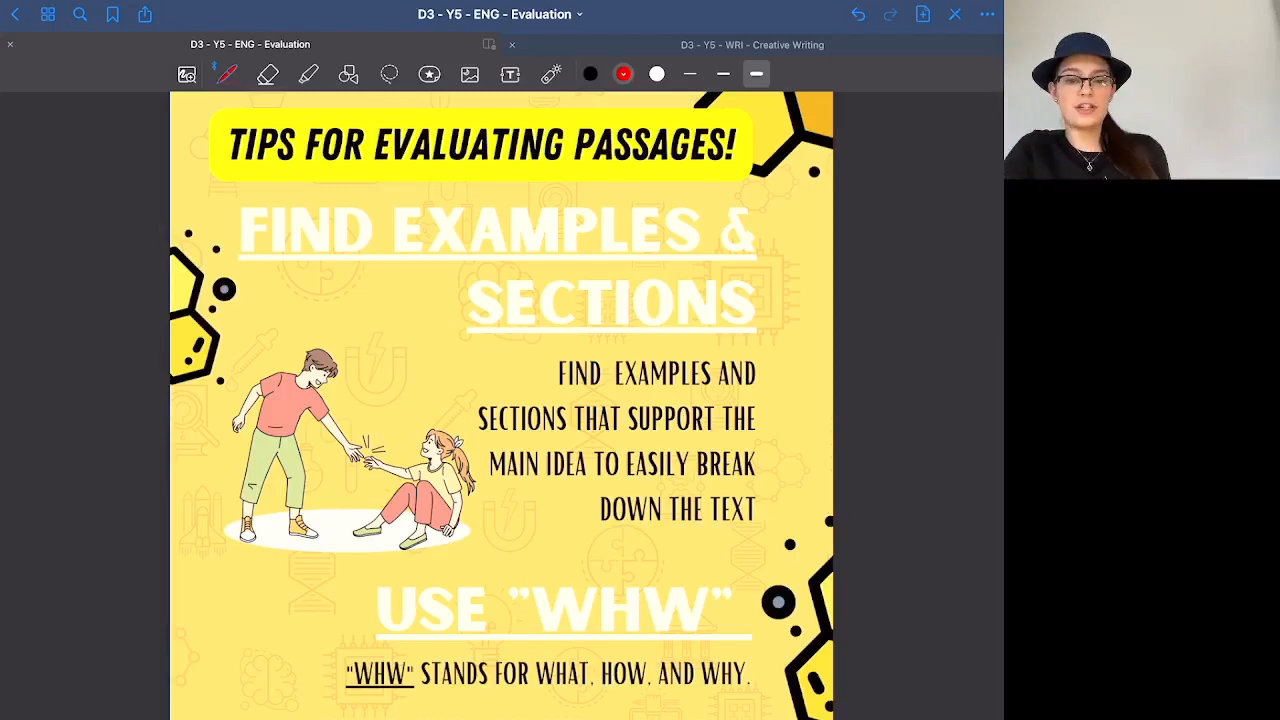 D3 - Y5 - ENG - Evaluation
D3 - Y5 - ENG - Evaluation
D3 - Y5 - WRI - Creative Writing
TIPS FOR EVALUATING PASSAGES!
FIND EXAMPLES &
SECTIONS
FIND EXAMPLES AND
SECTIONS THAT SUPPORT THE
MAIN IDEA TO EASILY BREAK
DOWN THE TEXT
USE "WHW"
"WHW" STANDS FOR WHAT, HOW, AND WHY.